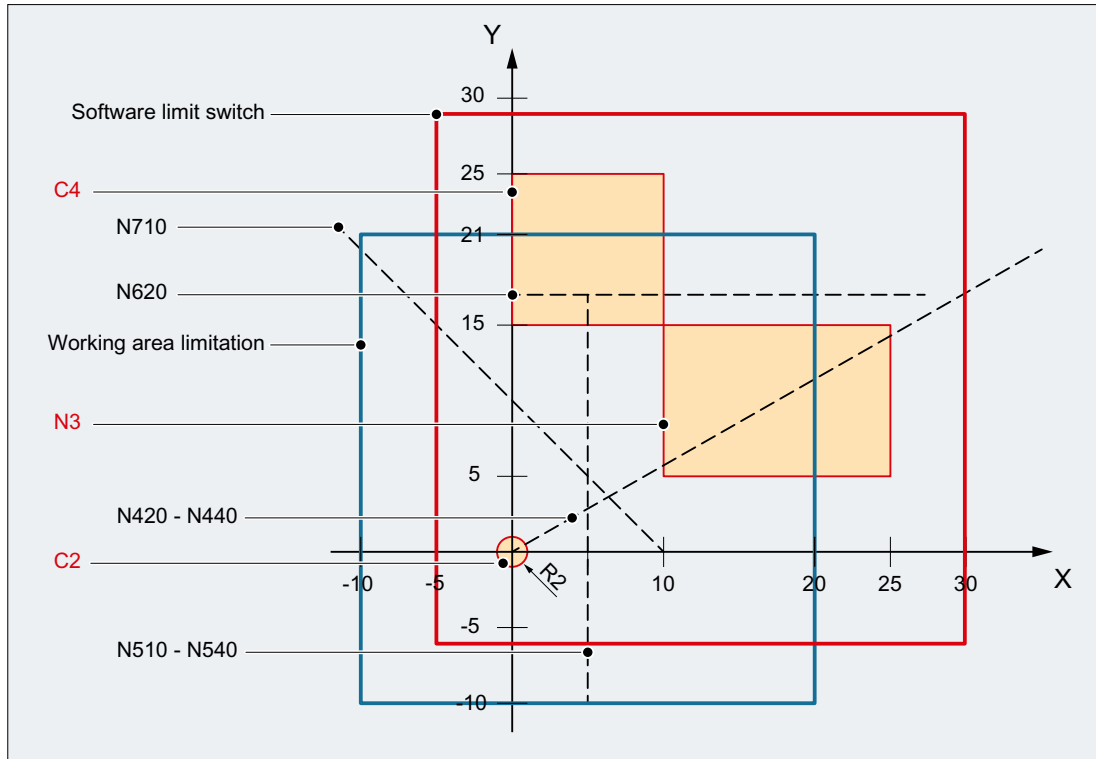 Y
30
Software limit switch
25
C4
N710
21
N620
15
Working area limitation
N3
5
N420 - N440
C2
R2
-10
-5
10
20
25
30
X
-5
N510 - N540
-10